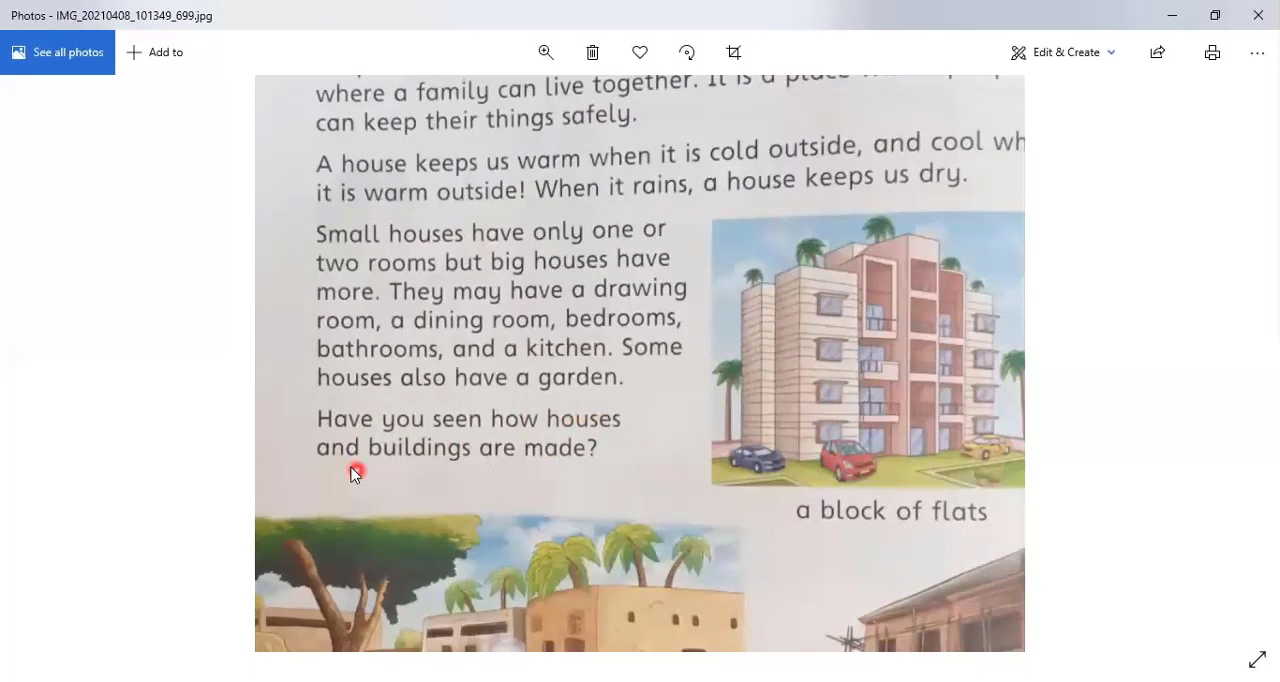 Photos - IMG_20210408_101349_699.jpg
See all photos
Add to
Edit & Create
where a family can live together. It is a place
can keep their things safely.
A house keeps us warm when it is cold outside, and cool wh
it is warm outside! When it rains, a house keeps us dry.
Small houses have only one or
two rooms but big houses have
more. They may have a drawing
room, a dining room, bedrooms,
bathrooms, and a kitchen. Some
houses also have a garden.
Have you seen how houses
and buildings are made?
a block of flats